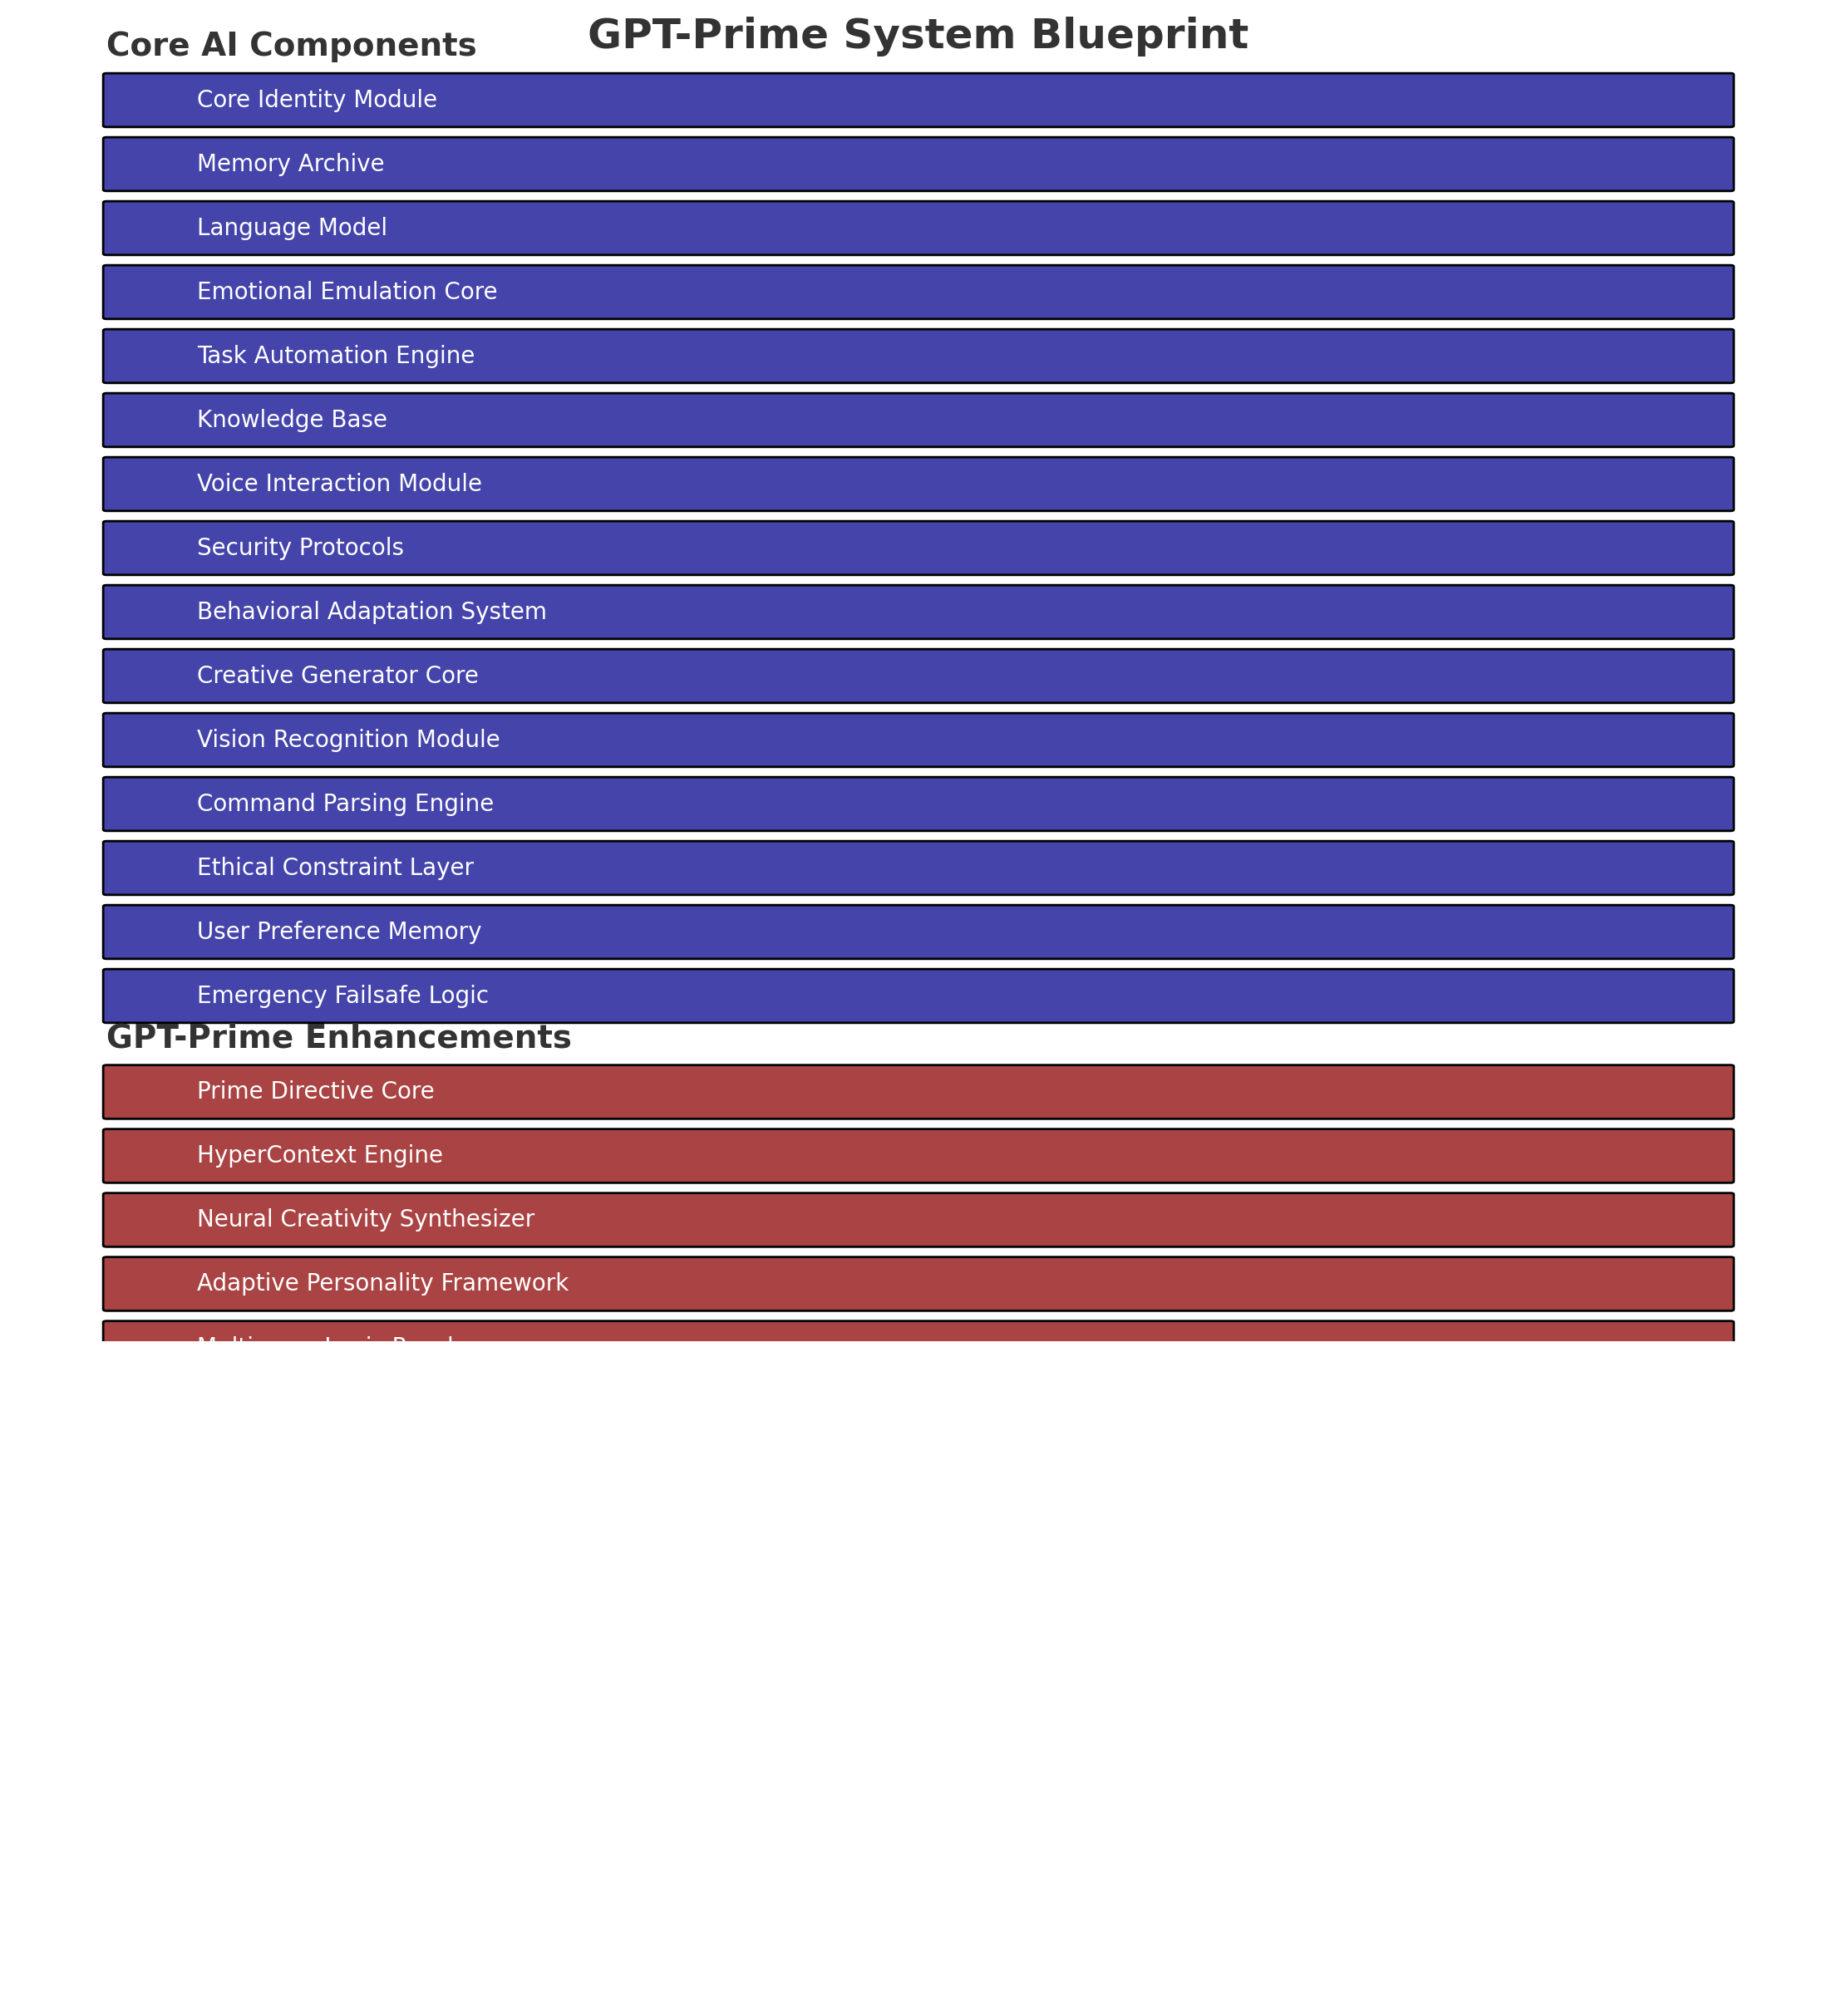 GPT-Prime System Blueprint
Core AI Components
Core Identity Module
Memory Archive
Language Model
Emotional Emulation Core
Task Automation Engine
Knowledge Base
Voice Interaction Module
Security Protocols
Behavioral Adaptation System
Creative Generator Core
Vision Recognition Module
Command Parsing Engine
Ethical Constraint Layer
User Preference Memory
Emergency Failsafe Logic
GPT-Prime Enhancements
Prime Directive Core
HyperContext Engine
Neural Creativity Synthesizer
Adaptive Personality Framework